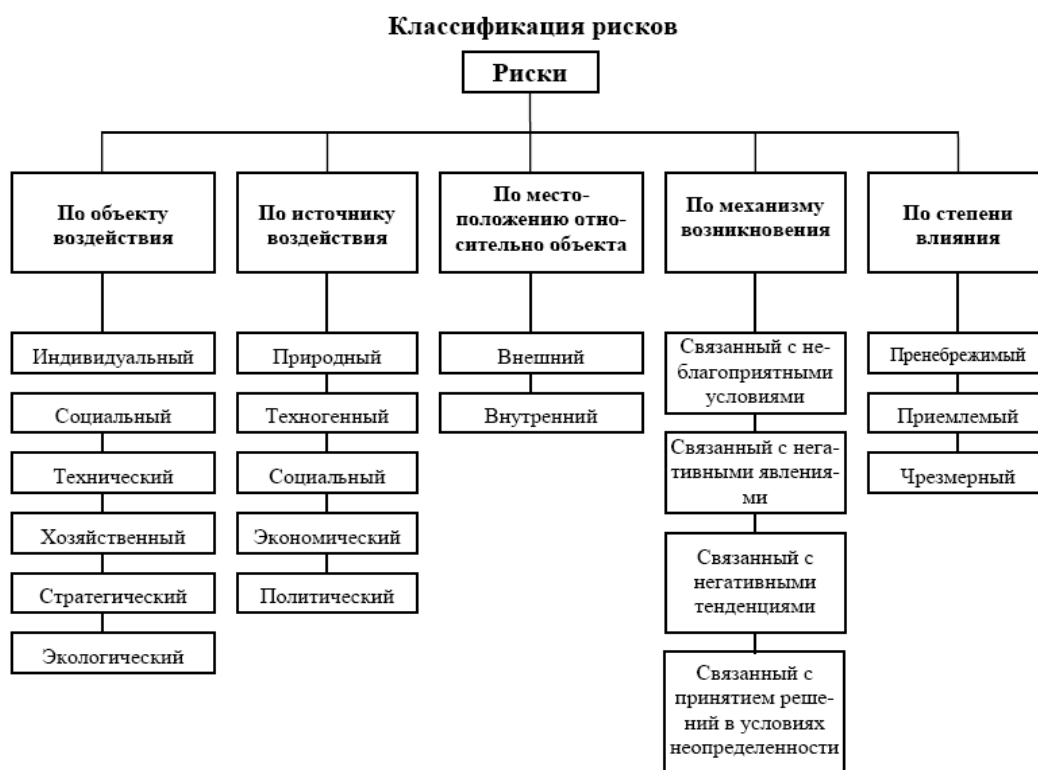 Классификация рисков
Риски
По объекту
воздействия
Индивидуальный
Социальный
Технический
Хозяйственный
Стратегический
Экологический
По источнику
воздействия
Природный
Техногенный
Социальный
Экономический
Политический
По место-
положению отно-
сительно объекта
Внешний
Внутренний
По механизму
возникновения
Связанный с не-
благоприятными
условиями
Связанный с нега-
тивными явления-
ми
Связанный с
негативными
тенденциями
Связанный с
принятием реше-
ний в условиях
неопределенности
По степени
влияния
Пренебрежимый
Приемлемый
Чрезмерный